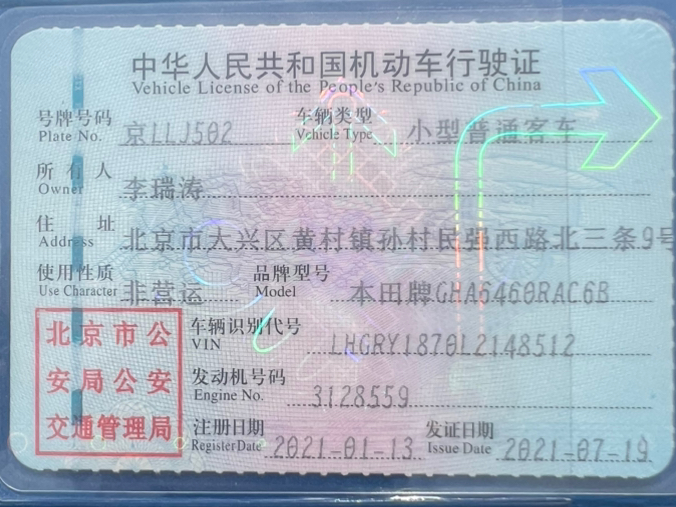 中华人民共和国机动车行驶证
Vehicle License of the People's Republic of China
号牌号码 京LLJ502 车辆类型 小型普通客车
Plate No. Vehicle Type
所有人 李瑞涛
Owner
住址 北京市大兴区黄村镇孙村民强西路北三条9号
Address
使用性质 非营运 品牌型号 本田牌GHA6460RAC6B
Use Character Model
车辆识别代号 LHGRY1870L2148512
VIN
发动机号码 3128559
Engine No.
注册日期 2021-01-13 发证日期 2021-07-19
Register Date Issue Date
北京市公
安局公安
交通管理局